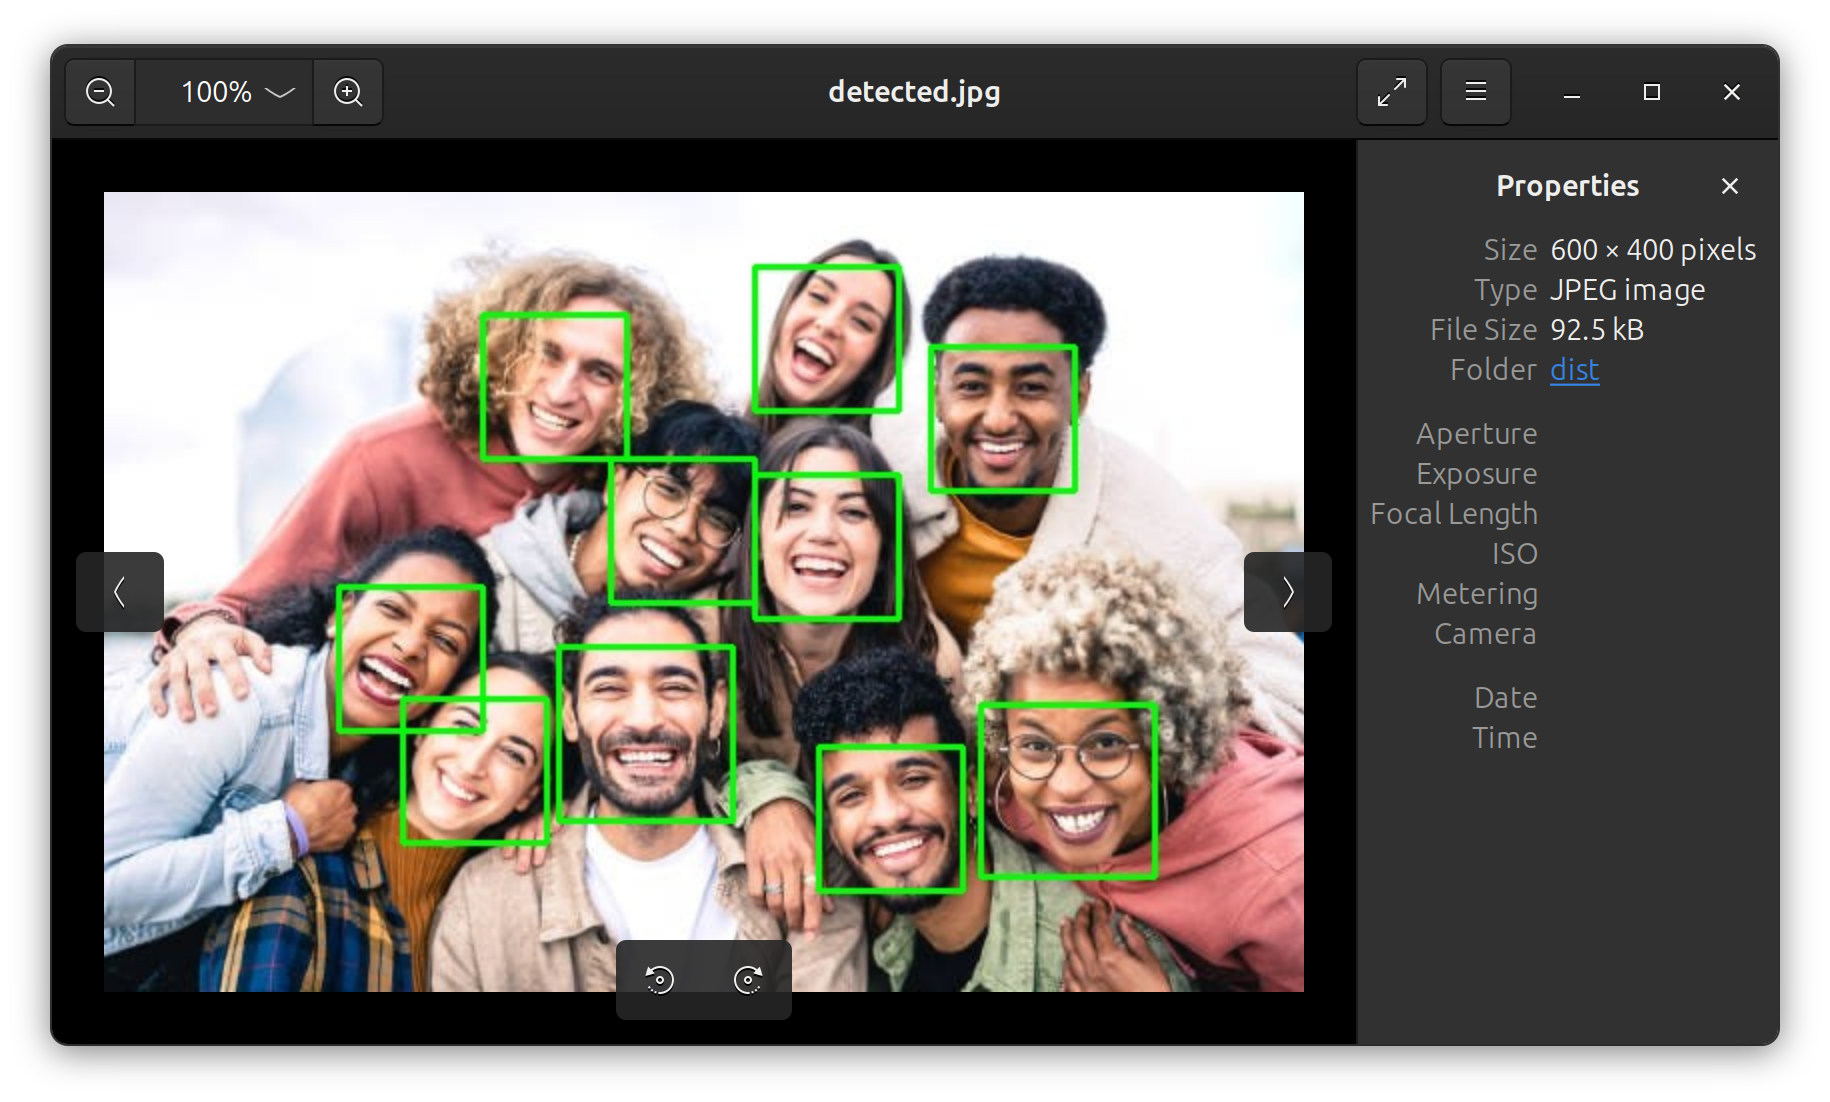 100%
detected.jpg
Properties
Size 600 × 400 pixels
Type JPEG image
File Size 92.5 kB
Folder dist
Aperture
Exposure
Focal Length
ISO
Metering
Camera
Date
Time